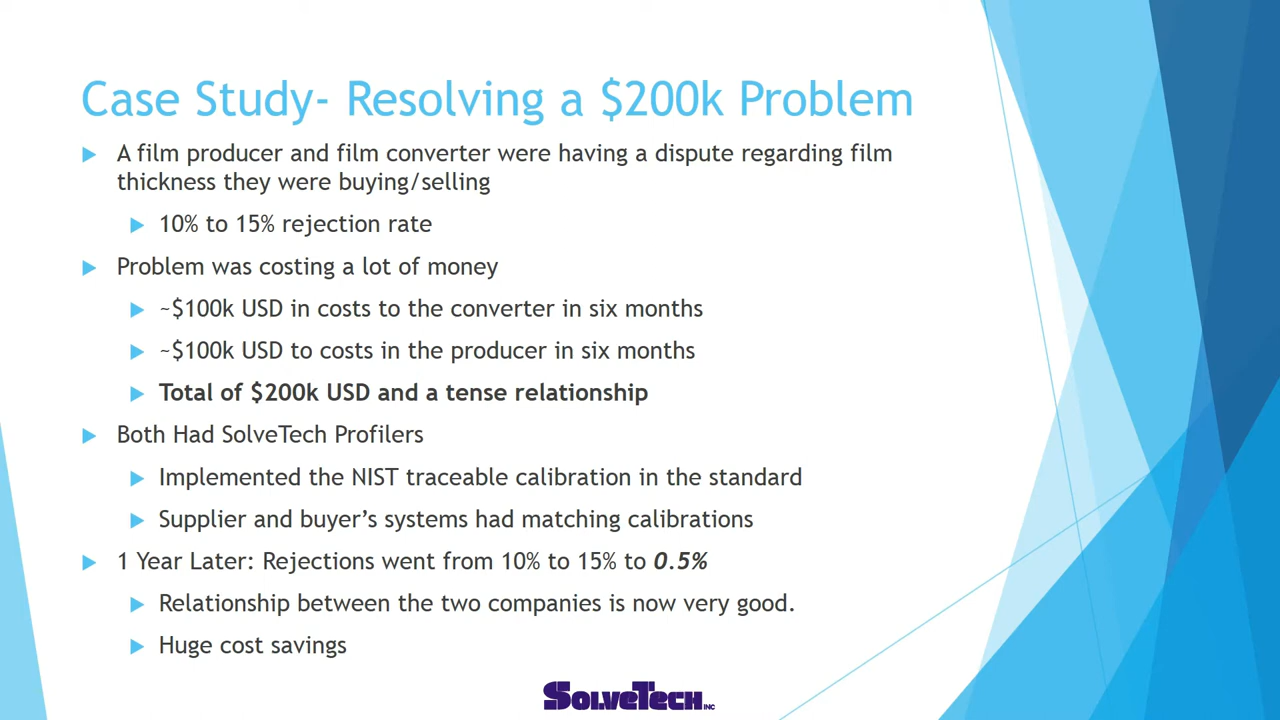 Case Study- Resolving a $200k Problem
A film producer and film converter were having a dispute regarding film
thickness they were buying/selling
10% to 15% rejection rate
Problem was costing a lot of money
~$100k USD in costs to the converter in six months
~$100k USD to costs in the producer in six months
Total of $200k USD and a tense relationship
Both Had SolveTech Profilers
Implemented the NIST traceable calibration in the standard
Supplier and buyer’s systems had matching calibrations
1 Year Later: Rejections went from 10% to 15% to 0.5%
Relationship between the two companies is now very good.
Huge cost savings
SOLVETECH INC